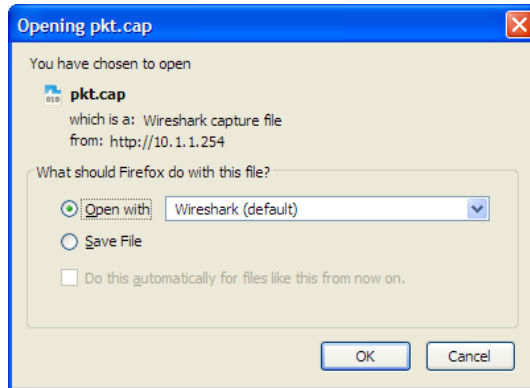 Opening pkt.cap
You have chosen to open
pkt.cap
which is a: Wireshark capture file
from: http://10.1.1.254
What should Firefox do with this file?
Open with Wireshark (default)
Save File
Do this automatically for files like this from now on.
OK Cancel